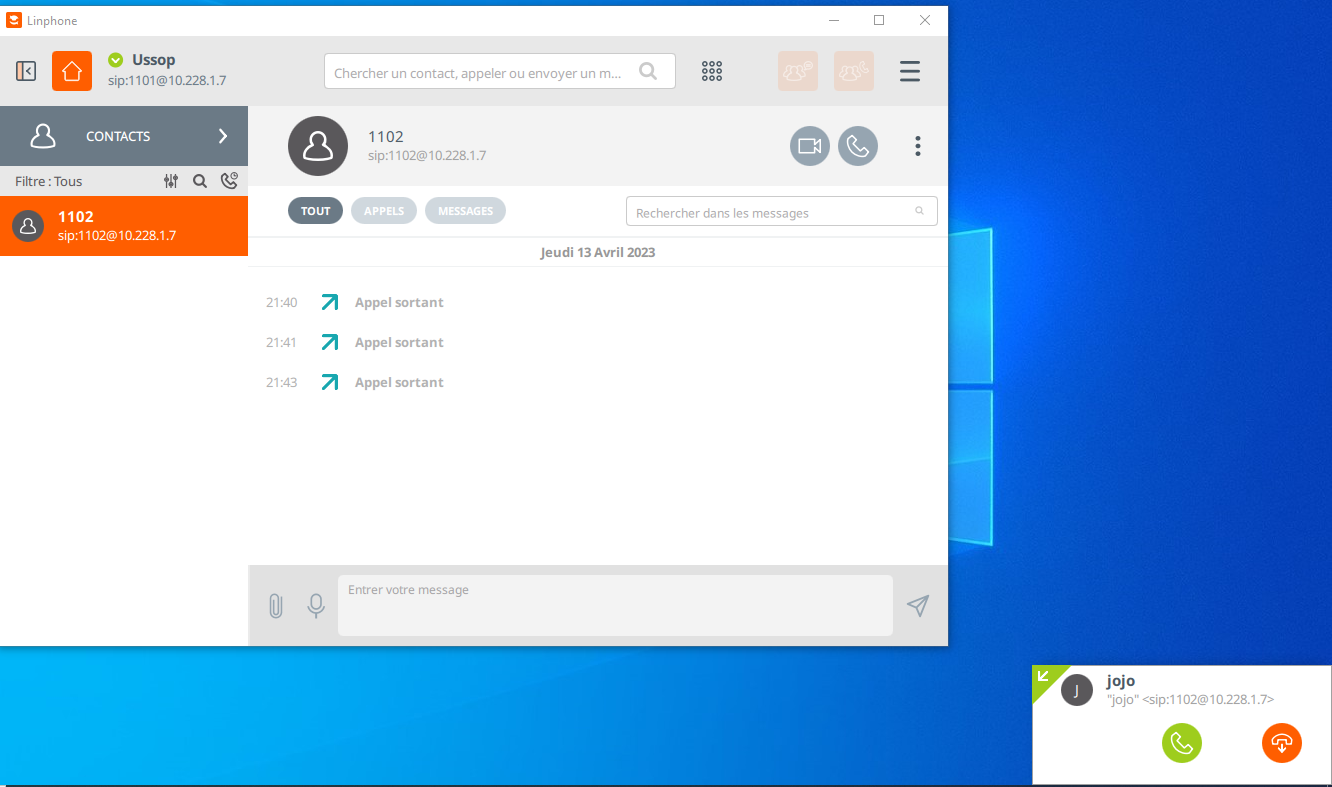 Linphone
Ussop
sip:1101@10.228.1.7
Chercher un contact, appeler ou envoyer un m...
CONTACTS
Filtre : Tous
1102
sip:1102@10.228.1.7
1102
sip:1102@10.228.1.7
TOUT APPELS MESSAGES
Rechercher dans les messages
Jeudi 13 Avril 2023
21:40 Appel sortant
21:41 Appel sortant
21:43 Appel sortant
Entrer votre message
J
jojo
"jojo" <sip:1102@10.228.1.7>